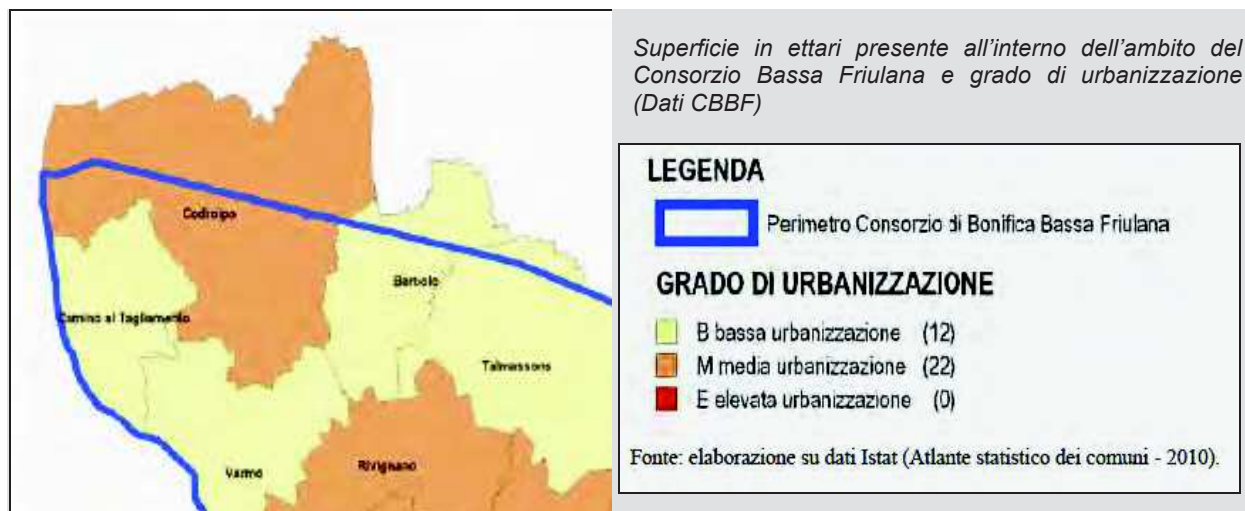 Superficie in ettari presente all'interno dell'ambito del
Consorzio Bassa Friulana e grado di urbanizzazione
(Dati CBBF)
LEGENDA
Perimetro Consorzio di Bonifica Bassa Friulana
GRADO DI URBANIZZAZIONE
B bassa urbanizzazione (12)
M media urbanizzazione (22)
E elevata urbanizzazione (0)
Fonte: elaborazione su dati Istat (Atlante statistico dei comuni - 2010).
Codroipo
Bertiolo
Camino al Tagliamento
Talmassons
Varmo
Rivignano